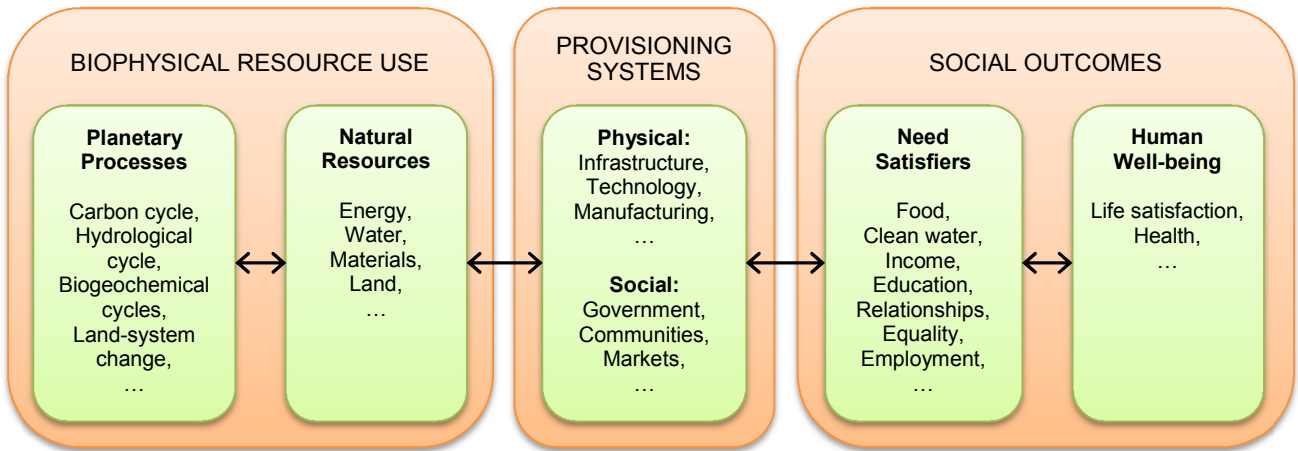 BIOPHYSICAL RESOURCE USE
Planetary
Processes
Carbon cycle,
Hydrological
cycle,
Biogeochemical
cycles,
Land-system
change,
…
Natural
Resources
Energy,
Water,
Materials,
Land,
…
PROVISIONING
SYSTEMS
Physical:
Infrastructure,
Technology,
Manufacturing,
…
Social:
Government,
Communities,
Markets,
…
SOCIAL OUTCOMES
Need
Satisfiers
Food,
Clean water,
Income,
Education,
Relationships,
Equality,
Employment,
…
Human
Well-being
Life satisfaction,
Health,
…